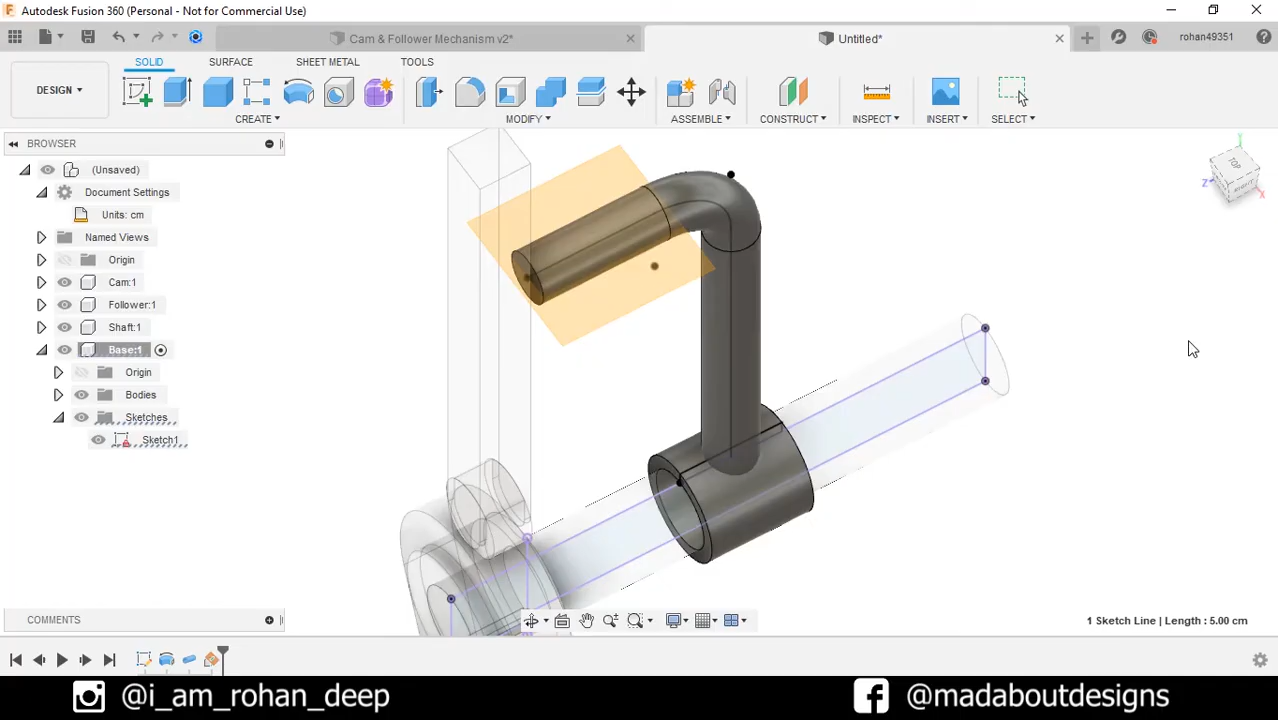 Autodesk Fusion 360 (Personal - Not for Commercial Use)
Cam & Follower Mechanism v2*
Untitled*
rohan49351
SOLID
SURFACE
SHEET METAL
TOOLS
DESIGN
CREATE
MODIFY
ASSEMBLE
CONSTRUCT
INSPECT
INSERT
SELECT
BROWSER
(Unsaved)
Document Settings
Units: cm
Named Views
Origin
Cam:1
Follower:1
Shaft:1
Base:1
Origin
Bodies
Sketches
Sketch1
TOP
RIGHT
Z
X
COMMENTS
1 Sketch Line | Length : 5.00 cm
@i_am_rohan_deep
@madaboutdesigns